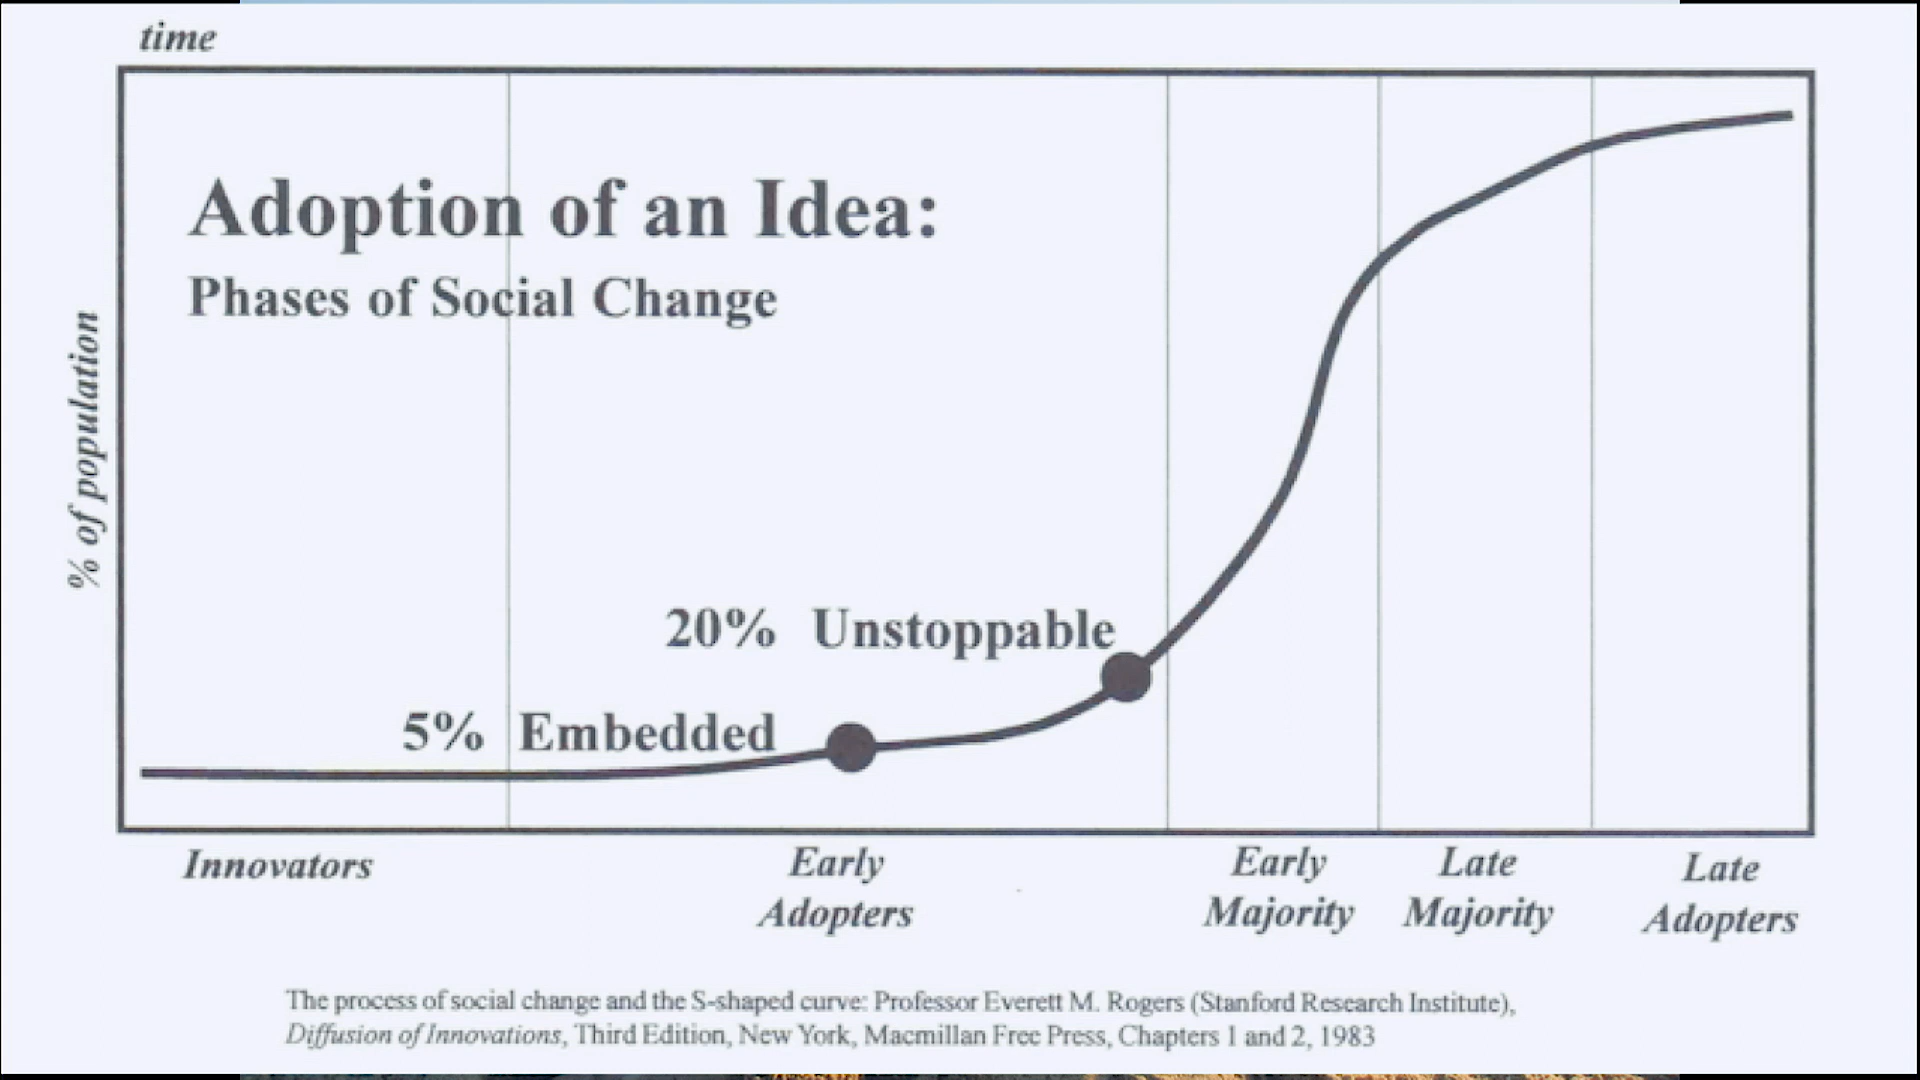 time
Adoption of an Idea:
Phases of Social Change
% of population
20% Unstoppable
5% Embedded
Innovators
Early
Adopters
Early
Majority
Late
Majority
Late
Adopters
The process of social change and the S-shaped curve: Professor Everett M. Rogers (Stanford Research Institute),
Diffusion of Innovations, Third Edition, New York, Macmillan Free Press, Chapters 1 and 2, 1983